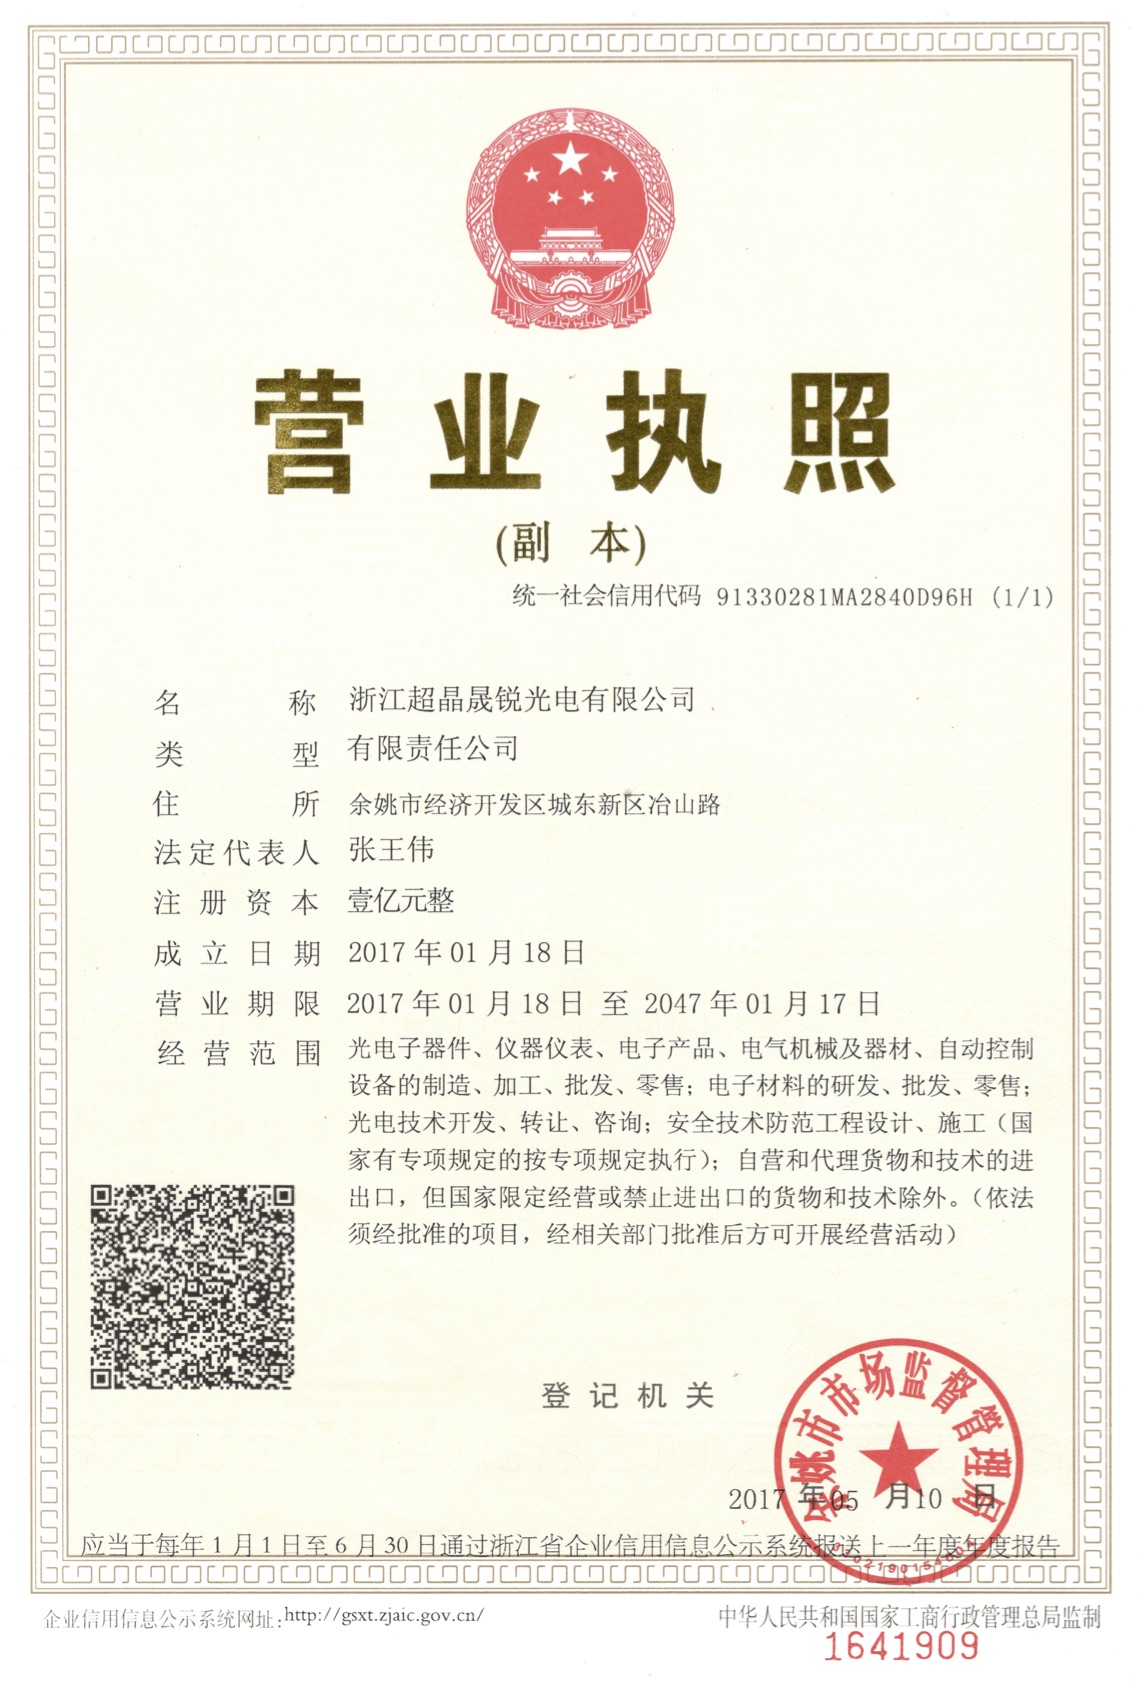 营业执照
(副 本)
统一社会信用代码 91330281MA2840D96H (1/1)
名称 浙江超晶晟锐光电有限公司
类型 有限责任公司
住所 余姚市经济开发区城东新区冶山路
法定代表人 张王伟
注册资本 壹亿元整
成立日期 2017年01月18日
营业期限 2017年01月18日 至 2047年01月17日
经营范围 光电子器件、仪器仪表、电子产品、电气机械及器材、自动控制
设备的制造、加工、批发、零售；电子材料的研发、批发、零售；
光电技术开发、转让、咨询；安全技术防范工程设计、施工（国
家有专项规定的按专项规定执行）；自营和代理货物和技术的进
出口，但国家限定经营或禁止进出口的货物和技术除外。（依法
须经批准的项目，经相关部门批准后方可开展经营活动）
登记机关
余姚市市场监督管理局
2017年05月10日
应当于每年1月1日至6月30日通过浙江省企业信用信息公示系统报送上一年度年度报告
企业信用信息公示系统网址:http://gsxt.zjaic.gov.cn/
中华人民共和国国家工商行政管理总局监制
1641909